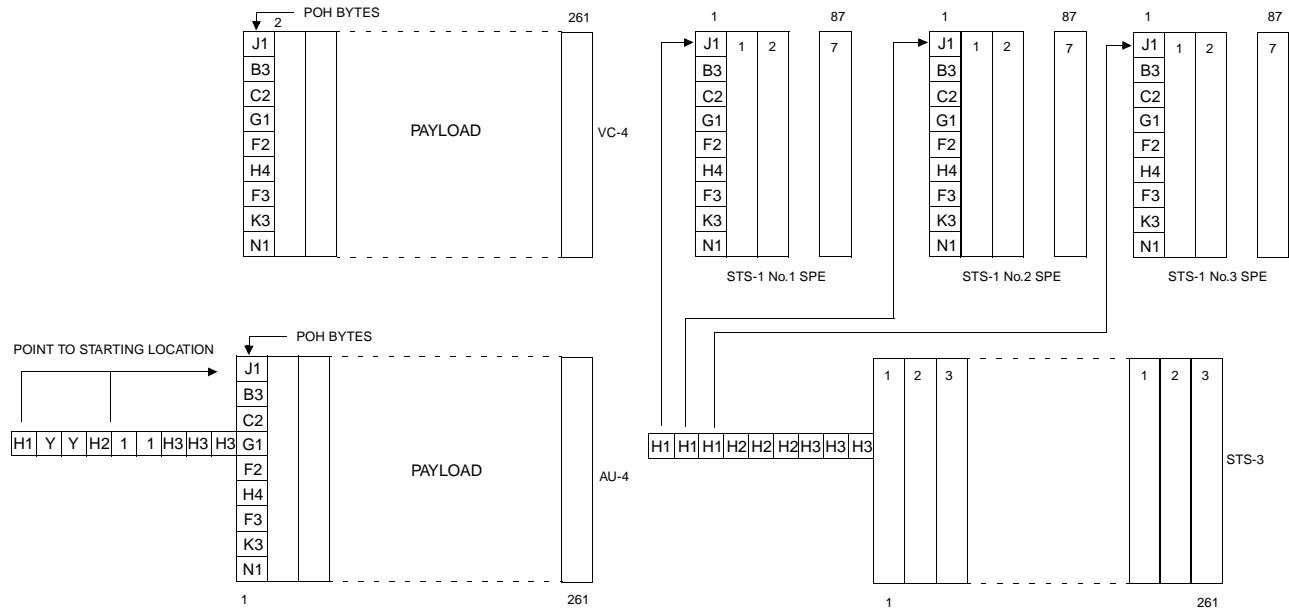 POH BYTES
2
261
J1
B3
C2
G1
F2
H4
F3
K3
N1
PAYLOAD
VC-4
1
87
J1
1
2
7
B3
C2
G1
F2
H4
F3
K3
N1
STS-1 No.1 SPE
1
87
J1
1
2
7
B3
C2
G1
F2
H4
F3
K3
N1
STS-1 No.2 SPE
1
87
J1
1
2
7
B3
C2
G1
F2
H4
F3
K3
N1
STS-1 No.3 SPE
POH BYTES
POINT TO STARTING LOCATION
H1 Y Y H2 1 1 H3 H3 H3
J1
B3
C2
G1
F2
H4
F3
K3
N1
PAYLOAD
AU-4
1
261
H1 H1 H1 H2 H2 H2 H3 H3 H3
1
2
3
1
2
3
STS-3
1
261